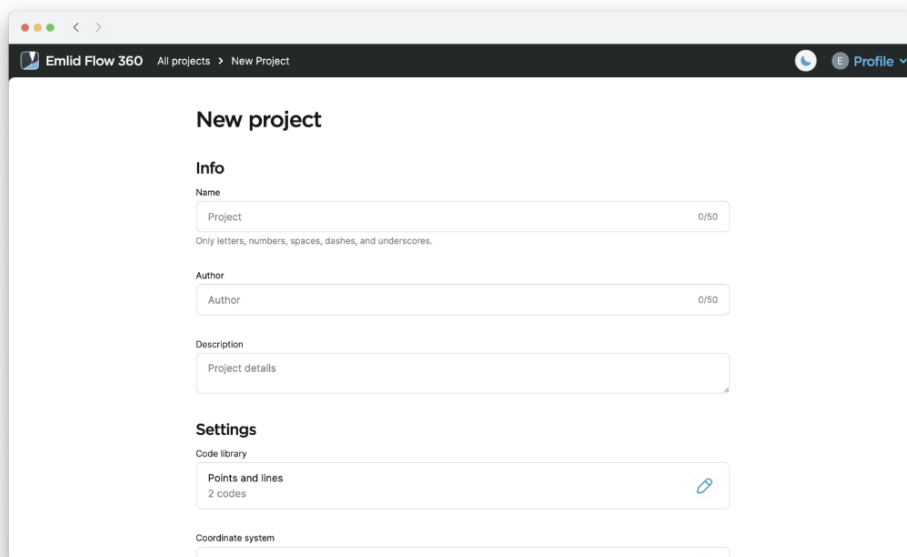 Emlid Flow 360 All projects > New Project E Profile
New project
Info
Name
Project 0/50
Only letters, numbers, spaces, dashes, and underscores.
Author
Author 0/50
Description
Project details
Settings
Code library
Points and lines
2 codes
Coordinate system